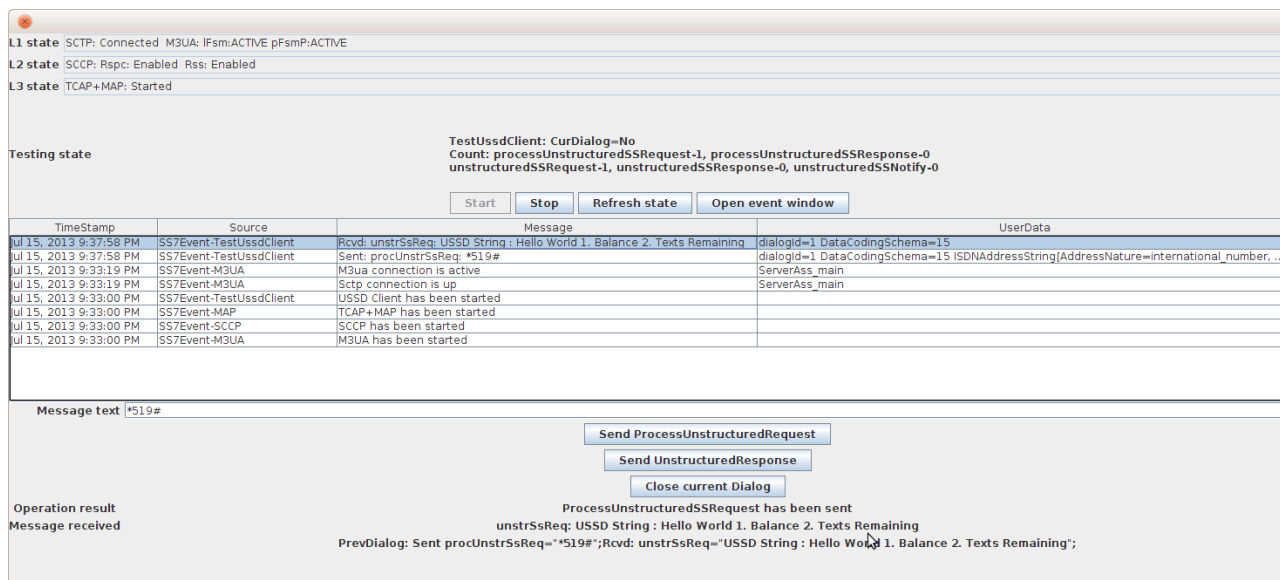 L1 state SCTP: Connected M3UA: lFsm:ACTIVE pFsmP:ACTIVE
L2 state SCCP: Rspc: Enabled Rss: Enabled
L3 state TCAP+MAP: Started
TestUssdClient: CurDialog=No
Testing state Count: processUnstructuredSSRequest-1, processUnstructuredSSResponse-0
unstructuredSSRequest-1, unstructuredSSResponse-0, unstructuredSSNotify-0
Start Stop Refresh state Open event window
TimeStamp Source Message UserData
Jul 15, 2013 9:37:58 PM SS7Event-TestUssdClient Rcvd: unstrSsReq: USSD String : Hello World 1. Balance 2. Texts Remaining dialogId=1 DataCodingSchema=15
Jul 15, 2013 9:37:58 PM SS7Event-TestUssdClient Sent: procUnstrSsReq: *519# dialogId=1 DataCodingSchema=15 ISDNAddressString[AddressNature=international_number, ...
Jul 15, 2013 9:33:19 PM SS7Event-M3UA M3ua connection is active ServerAss_main
Jul 15, 2013 9:33:19 PM SS7Event-M3UA Sctp connection is up ServerAss_main
Jul 15, 2013 9:33:00 PM SS7Event-TestUssdClient USSD Client has been started
Jul 15, 2013 9:33:00 PM SS7Event-MAP TCAP+MAP has been started
Jul 15, 2013 9:33:00 PM SS7Event-SCCP SCCP has been started
Jul 15, 2013 9:33:00 PM SS7Event-M3UA M3UA has been started
Message text *519#
Send ProcessUnstructuredRequest
Send UnstructuredResponse
Close current Dialog
Operation result ProcessUnstructuredSSRequest has been sent
Message received unstrSsReq: USSD String : Hello World 1. Balance 2. Texts Remaining
PrevDialog: Sent procUnstrSsReq="*519#";Rcvd: unstrSsReq="USSD String : Hello World 1. Balance 2. Texts Remaining";